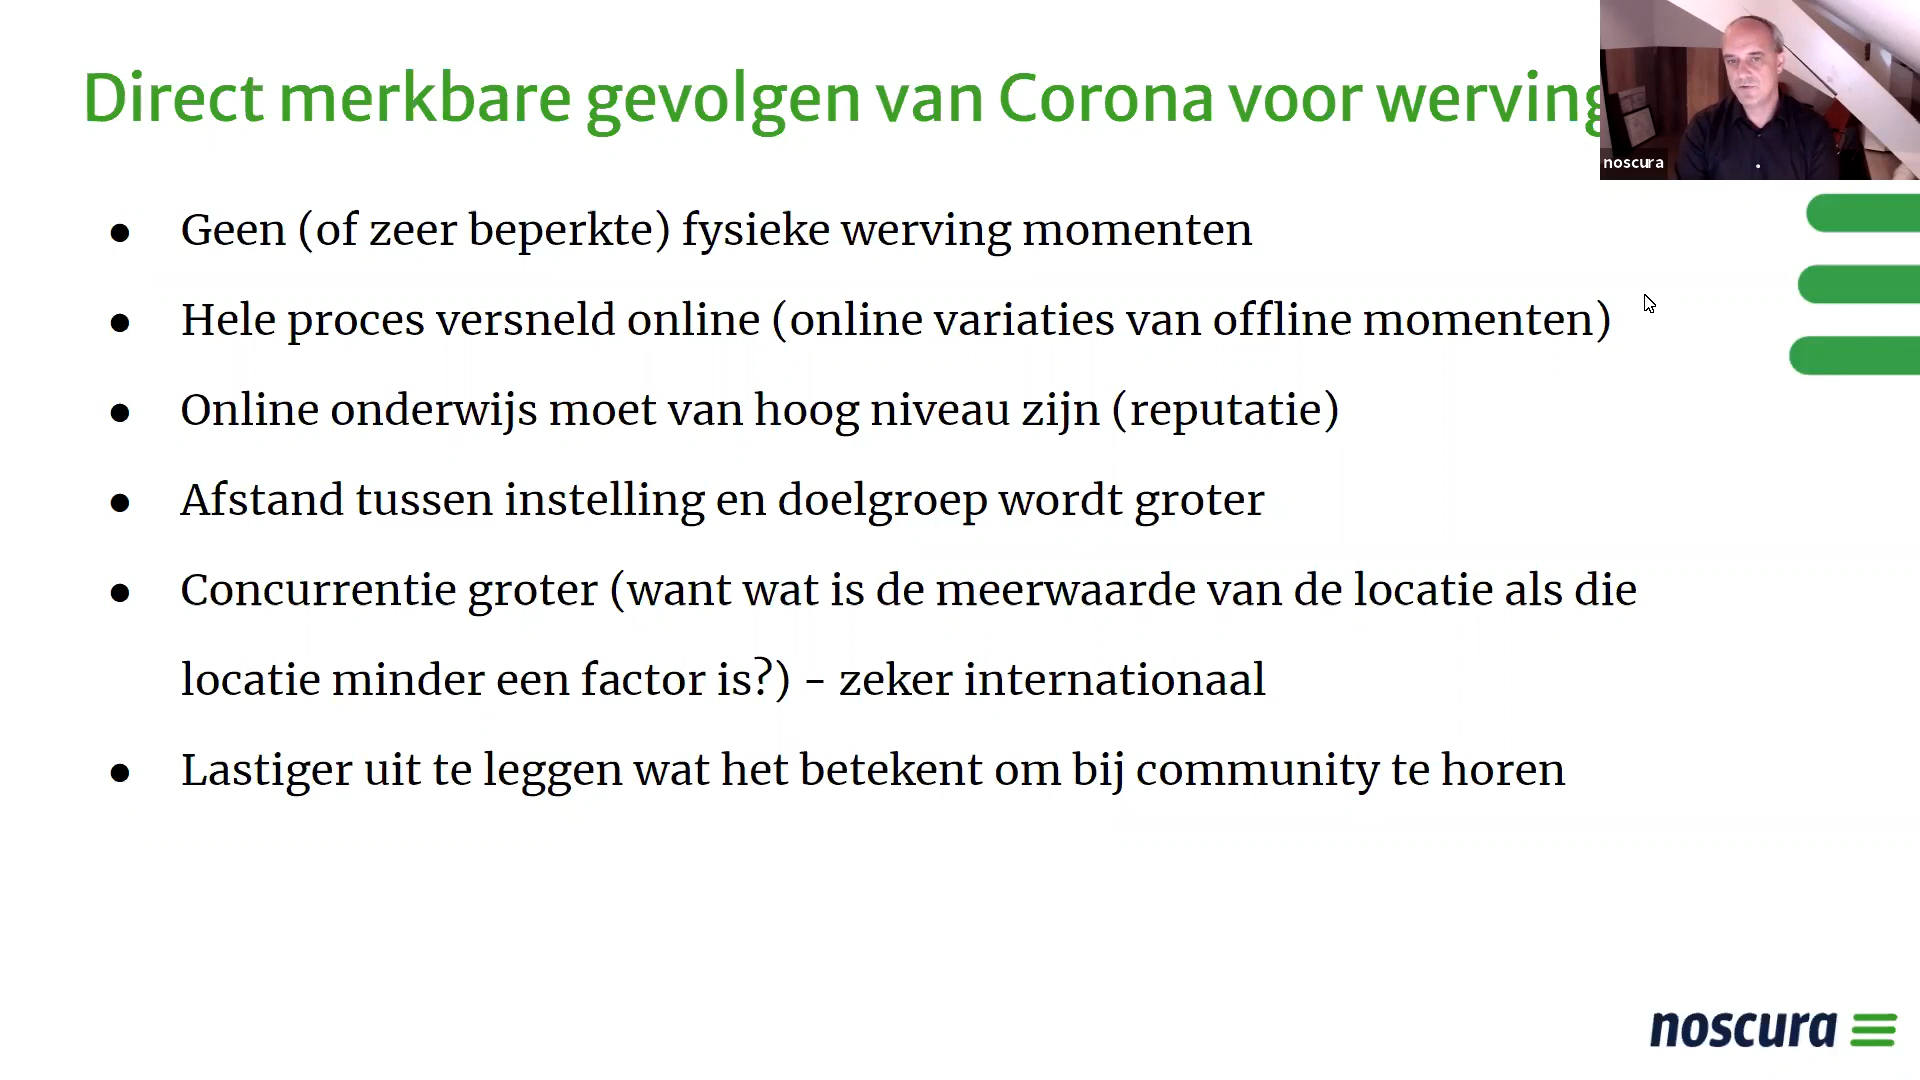 Direct merkbare gevolgen van Corona voor werving
noscura
● Geen (of zeer beperkte) fysieke werving momenten
● Hele proces versneld online (online variaties van offline momenten)
● Online onderwijs moet van hoog niveau zijn (reputatie)
● Afstand tussen instelling en doelgroep wordt groter
● Concurrentie groter (want wat is de meerwaarde van de locatie als die
locatie minder een factor is?) - zeker internationaal
● Lastiger uit te leggen wat het betekent om bij community te horen
noscura